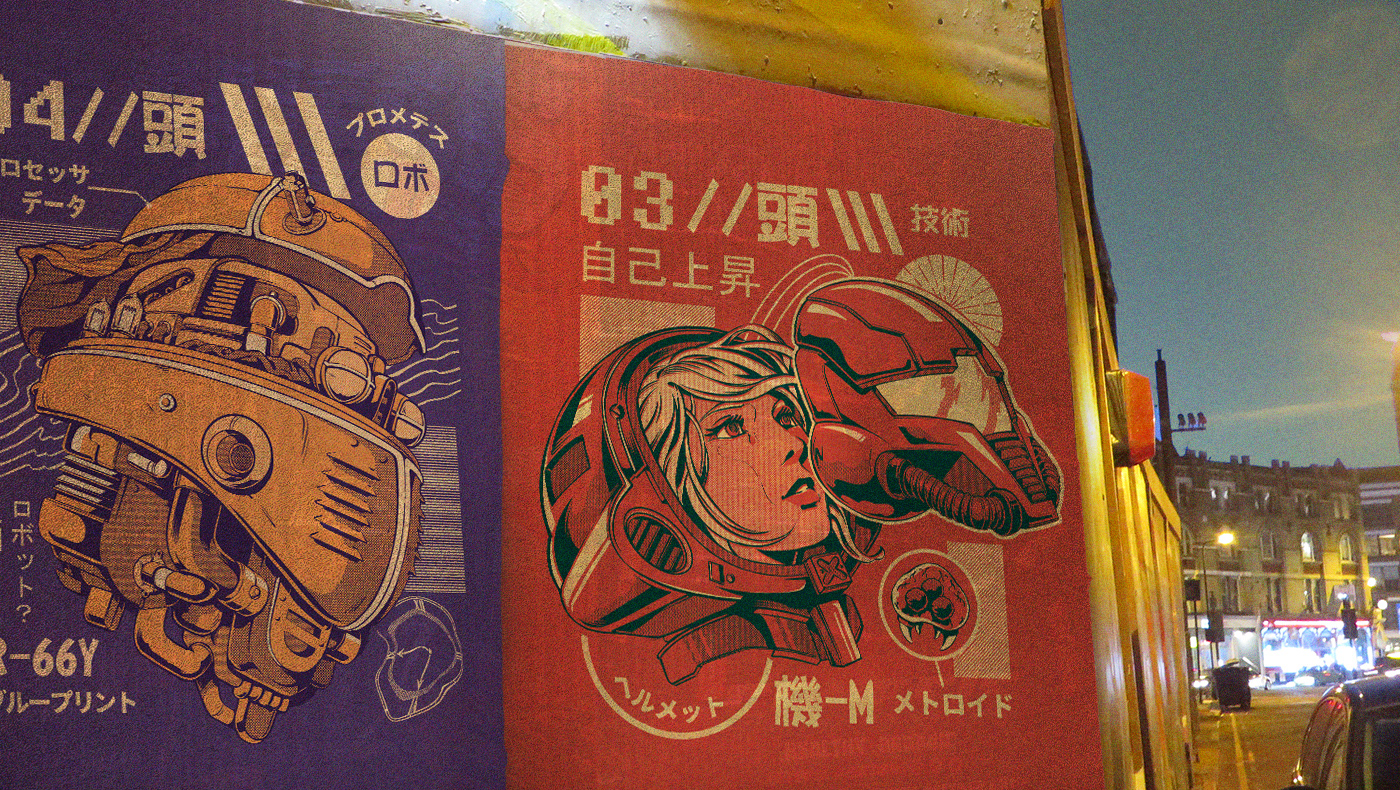 04//頭
プロメテス
ロボ
ロセッサ
データ
ロボット?
R-66Y
ブループリント
03//頭
技術
自己上昇
ヘルメット
機-M
メトロイド